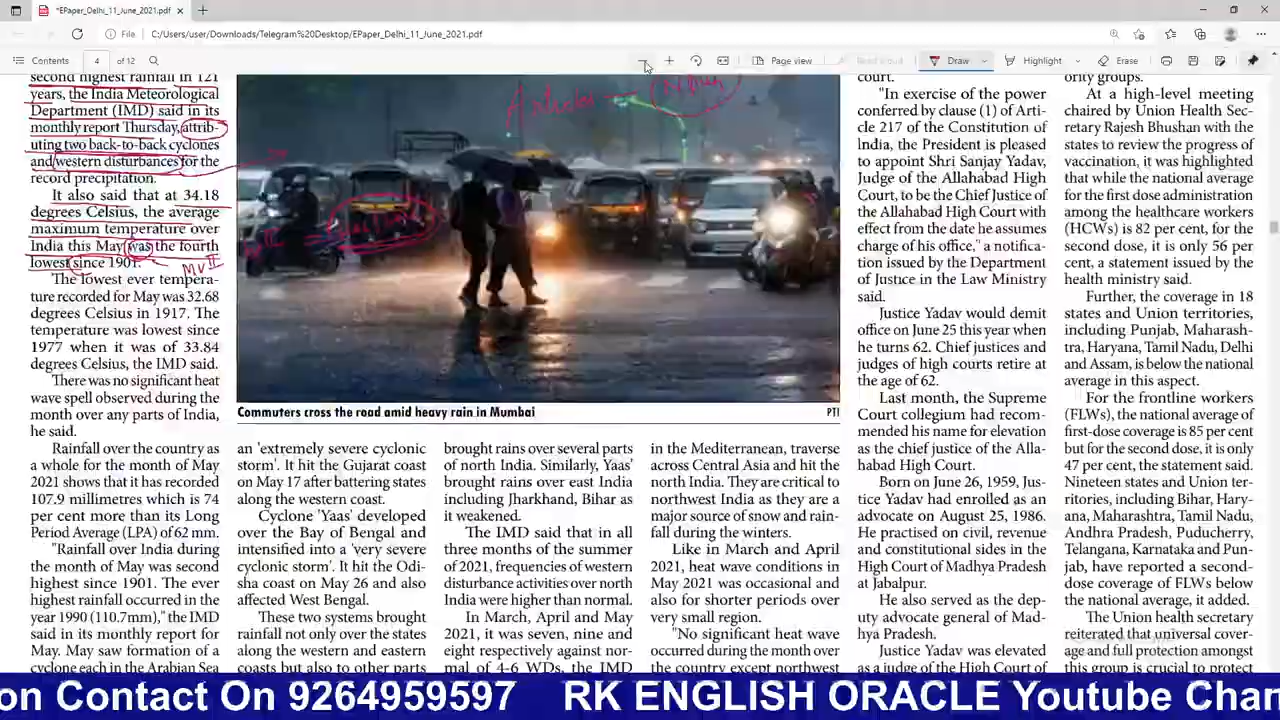 *EPaper_Delhi_11_June_2021.pdf
File
C:/Users/user/Downloads/Telegram%20Desktop/EPaper_Delhi_11_June_2021.pdf
Contents
4 of 12
Page view
Read aloud
Draw
Highlight
Erase
second highest rainfall in 121
years, the India Meteorological
Department (IMD) said in its
monthly report Thursday, attrib-
uting two back-to-back cyclones
and western disturbances for the
record precipitation.
It also said that at 34.18
degrees Celsius, the average
maximum temperature over
India this May was the fourth
lowest since 1901.
The lowest ever tempera-
ture recorded for May was 32.68
degrees Celsius in 1917. The
temperature was lowest since
1977 when it was of 33.84
degrees Celsius, the IMD said.
There was no significant heat
wave spell observed during the
month over any parts of India,
he said.
Rainfall over the country as
a whole for the month of May
2021 shows that it has recorded
107.9 millimetres which is 74
per cent more than its Long
Period Average (LPA) of 62 mm.
"Rainfall over India during
the month of May was second
highest since 1901. The ever
highest rainfall occurred in the
year 1990 (110.7mm)," the IMD
said in its monthly report for
May. May saw formation of a
cyclone each in the Arabian Sea
Commuters cross the road amid heavy rain in Mumbai
PTI
an 'extremely severe cyclonic
storm'. It hit the Gujarat coast
on May 17 after battering states
along the western coast.
Cyclone 'Yaas' developed
over the Bay of Bengal and
intensified into a 'very severe
cyclonic storm'. It hit the Odi-
sha coast on May 26 and also
affected West Bengal.
These two systems brought
rainfall not only over the states
along the western and eastern
coasts but also to other parts
brought rains over several parts
of north India. Similarly, Yaas'
brought rains over east India
including Jharkhand, Bihar as
it weakened.
The IMD said that in all
three months of the summer
of 2021, frequencies of western
disturbance activities over north
India were higher than normal.
In March, April and May
2021, it was seven, nine and
eight respectively against nor-
mal of 4-6 WDs, the IMD
in the Mediterranean, traverse
across Central Asia and hit the
north India. They are critical to
northwest India as they are a
major source of snow and rain-
fall during the winters.
Like in March and April
2021, heat wave conditions in
May 2021 was occasional and
also for shorter periods over
very small region.
"No significant heat wave
occurred during the month over
the country except northwest
court.
"In exercise of the power
conferred by clause (1) of Arti-
cle 217 of the Constitution of
India, the President is pleased
to appoint Shri Sanjay Yadav,
Judge of the Allahabad High
Court, to be the Chief Justice of
the Allahabad High Court with
effect from the date he assumes
charge of his office," a notifica-
tion issued by the Department
of Justice in the Law Ministry
said.
Justice Yadav would demit
office on June 25 this year when
he turns 62. Chief justices and
judges of high courts retire at
the age of 62.
Last month, the Supreme
Court collegium had recom-
mended his name for elevation
as the chief justice of the Alla-
habad High Court.
Born on June 26, 1959, Jus-
tice Yadav had enrolled as an
advocate on August 25, 1986.
He practised on civil, revenue
and constitutional sides in the
High Court of Madhya Pradesh
at Jabalpur.
He also served as the dep-
uty advocate general of Mad-
hya Pradesh.
Justice Yadav was elevated
as a judge of the High Court of
ority groups.
At a high-level meeting
chaired by Union Health Sec-
retary Rajesh Bhushan with the
states to review the progress of
vaccination, it was highlighted
that while the national average
for the first dose administration
among the healthcare workers
(HCWs) is 82 per cent, for the
second dose, it is only 56 per
cent, a statement issued by the
health ministry said.
Further, the coverage in 18
states and Union territories,
including Punjab, Maharash-
tra, Haryana, Tamil Nadu, Delhi
and Assam, is below the national
average in this aspect.
For the frontline workers
(FLWs), the national average of
first-dose coverage is 85 per cent
but for the second dose, it is only
47 per cent, the statement said.
Nineteen states and Union ter-
ritories, including Bihar, Hary-
ana, Maharashtra, Tamil Nadu,
Andhra Pradesh, Puducherry,
Telangana, Karnataka and Pun-
jab, have reported a second-
dose coverage of FLWs below
the national average, it added.
The Union health secretary
reiterated that universal cover-
age and full protection amongst
this group is crucial to protect
on Contact On 9264959597 RK ENGLISH ORACLE Youtube Chan